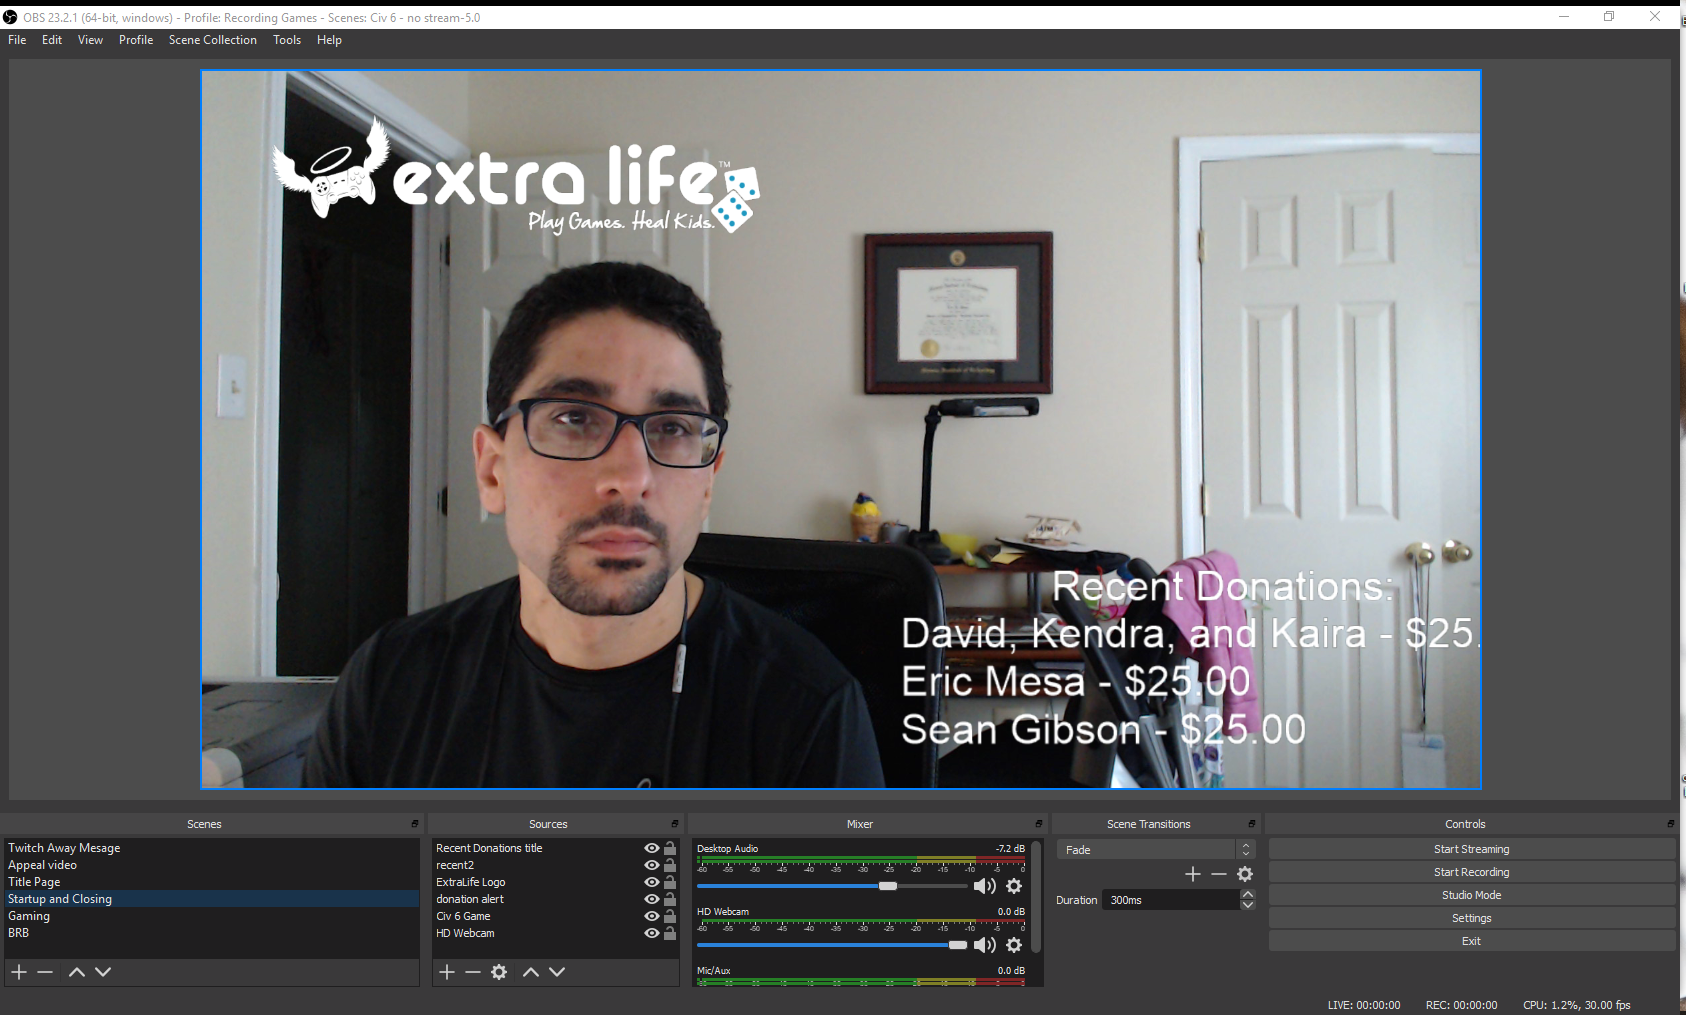 OBS 23.2.1 (64-bit, windows) - Profile: Recording Games - Scenes: Civ 6 - no stream-5.0
File Edit View Profile Scene Collection Tools Help
extra life™
Play Games. Heal Kids.
Recent Donations:
David, Kendra, and Kaira - $25.
Eric Mesa - $25.00
Sean Gibson - $25.00
Scenes
Twitch Away Mesage
Appeal video
Title Page
Startup and Closing
Gaming
BRB
Sources
Recent Donations title
recent2
ExtraLife Logo
donation alert
Civ 6 Game
HD Webcam
Mixer
Desktop Audio -7.2 dB
-60 -55 -50 -45 -40 -35 -30 -25 -20 -15 -10 -5 0
HD Webcam 0.0 dB
-60 -55 -50 -45 -40 -35 -30 -25 -20 -15 -10 -5 0
Mic/Aux 0.0 dB
Scene Transitions
Fade
Duration 300ms
Controls
Start Streaming
Start Recording
Studio Mode
Settings
Exit
LIVE: 00:00:00 REC: 00:00:00 CPU: 1.2%, 30.00 fps